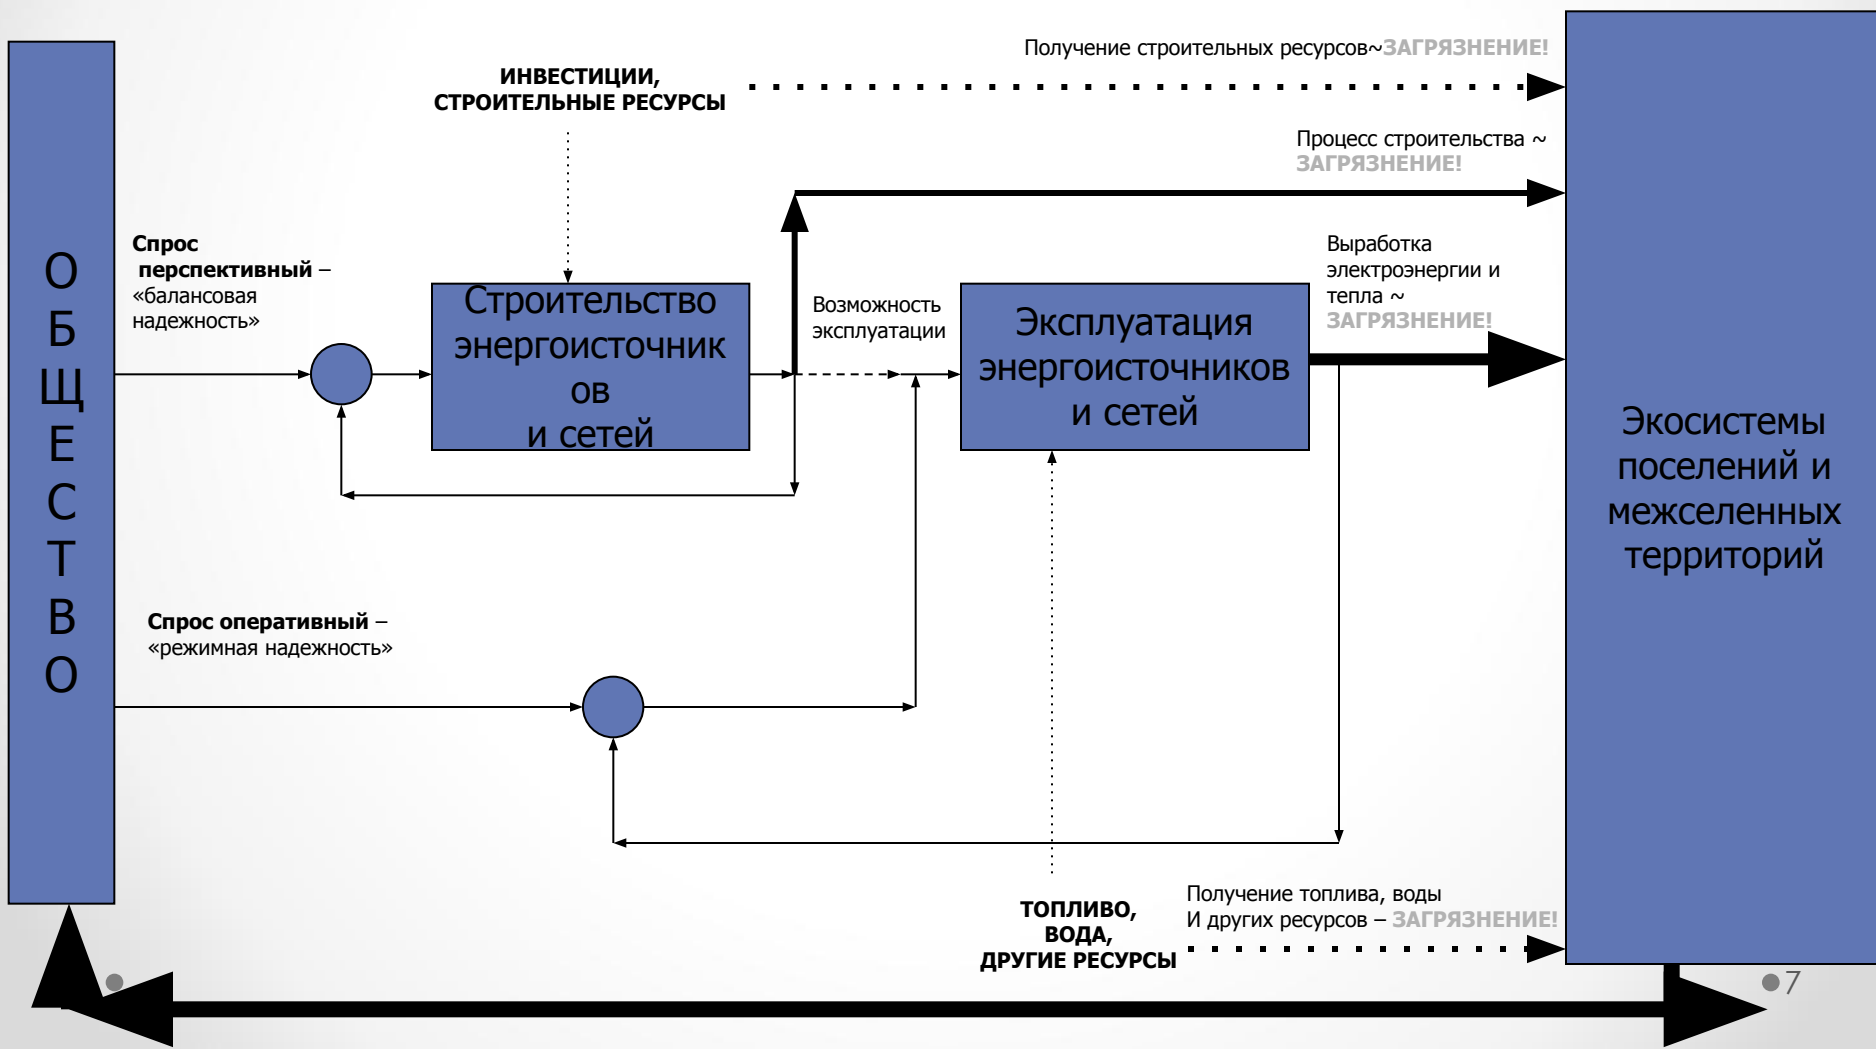 Получение строительных ресурсов~ЗАГРЯЗНЕНИЕ!
ИНВЕСТИЦИИ,
СТРОИТЕЛЬНЫЕ РЕСУРСЫ
Процесс строительства ~
ЗАГРЯЗНЕНИЕ!
О
Б
Щ
Е
С
Т
В
О
Спрос
перспективный –
«балансовая
надежность»
Строительство
энергоисточник
ов
и сетей
Возможность
эксплуатации
Эксплуатация
энергоисточников
и сетей
Выработка
электроэнергии и
тепла ~
ЗАГРЯЗНЕНИЕ!
Экосистемы
поселений и
межселенных
территорий
Спрос оперативный –
«режимная надежность»
ТОПЛИВО,
ВОДА,
ДРУГИЕ РЕСУРСЫ
Получение топлива, воды
И других ресурсов – ЗАГРЯЗНЕНИЕ!
7